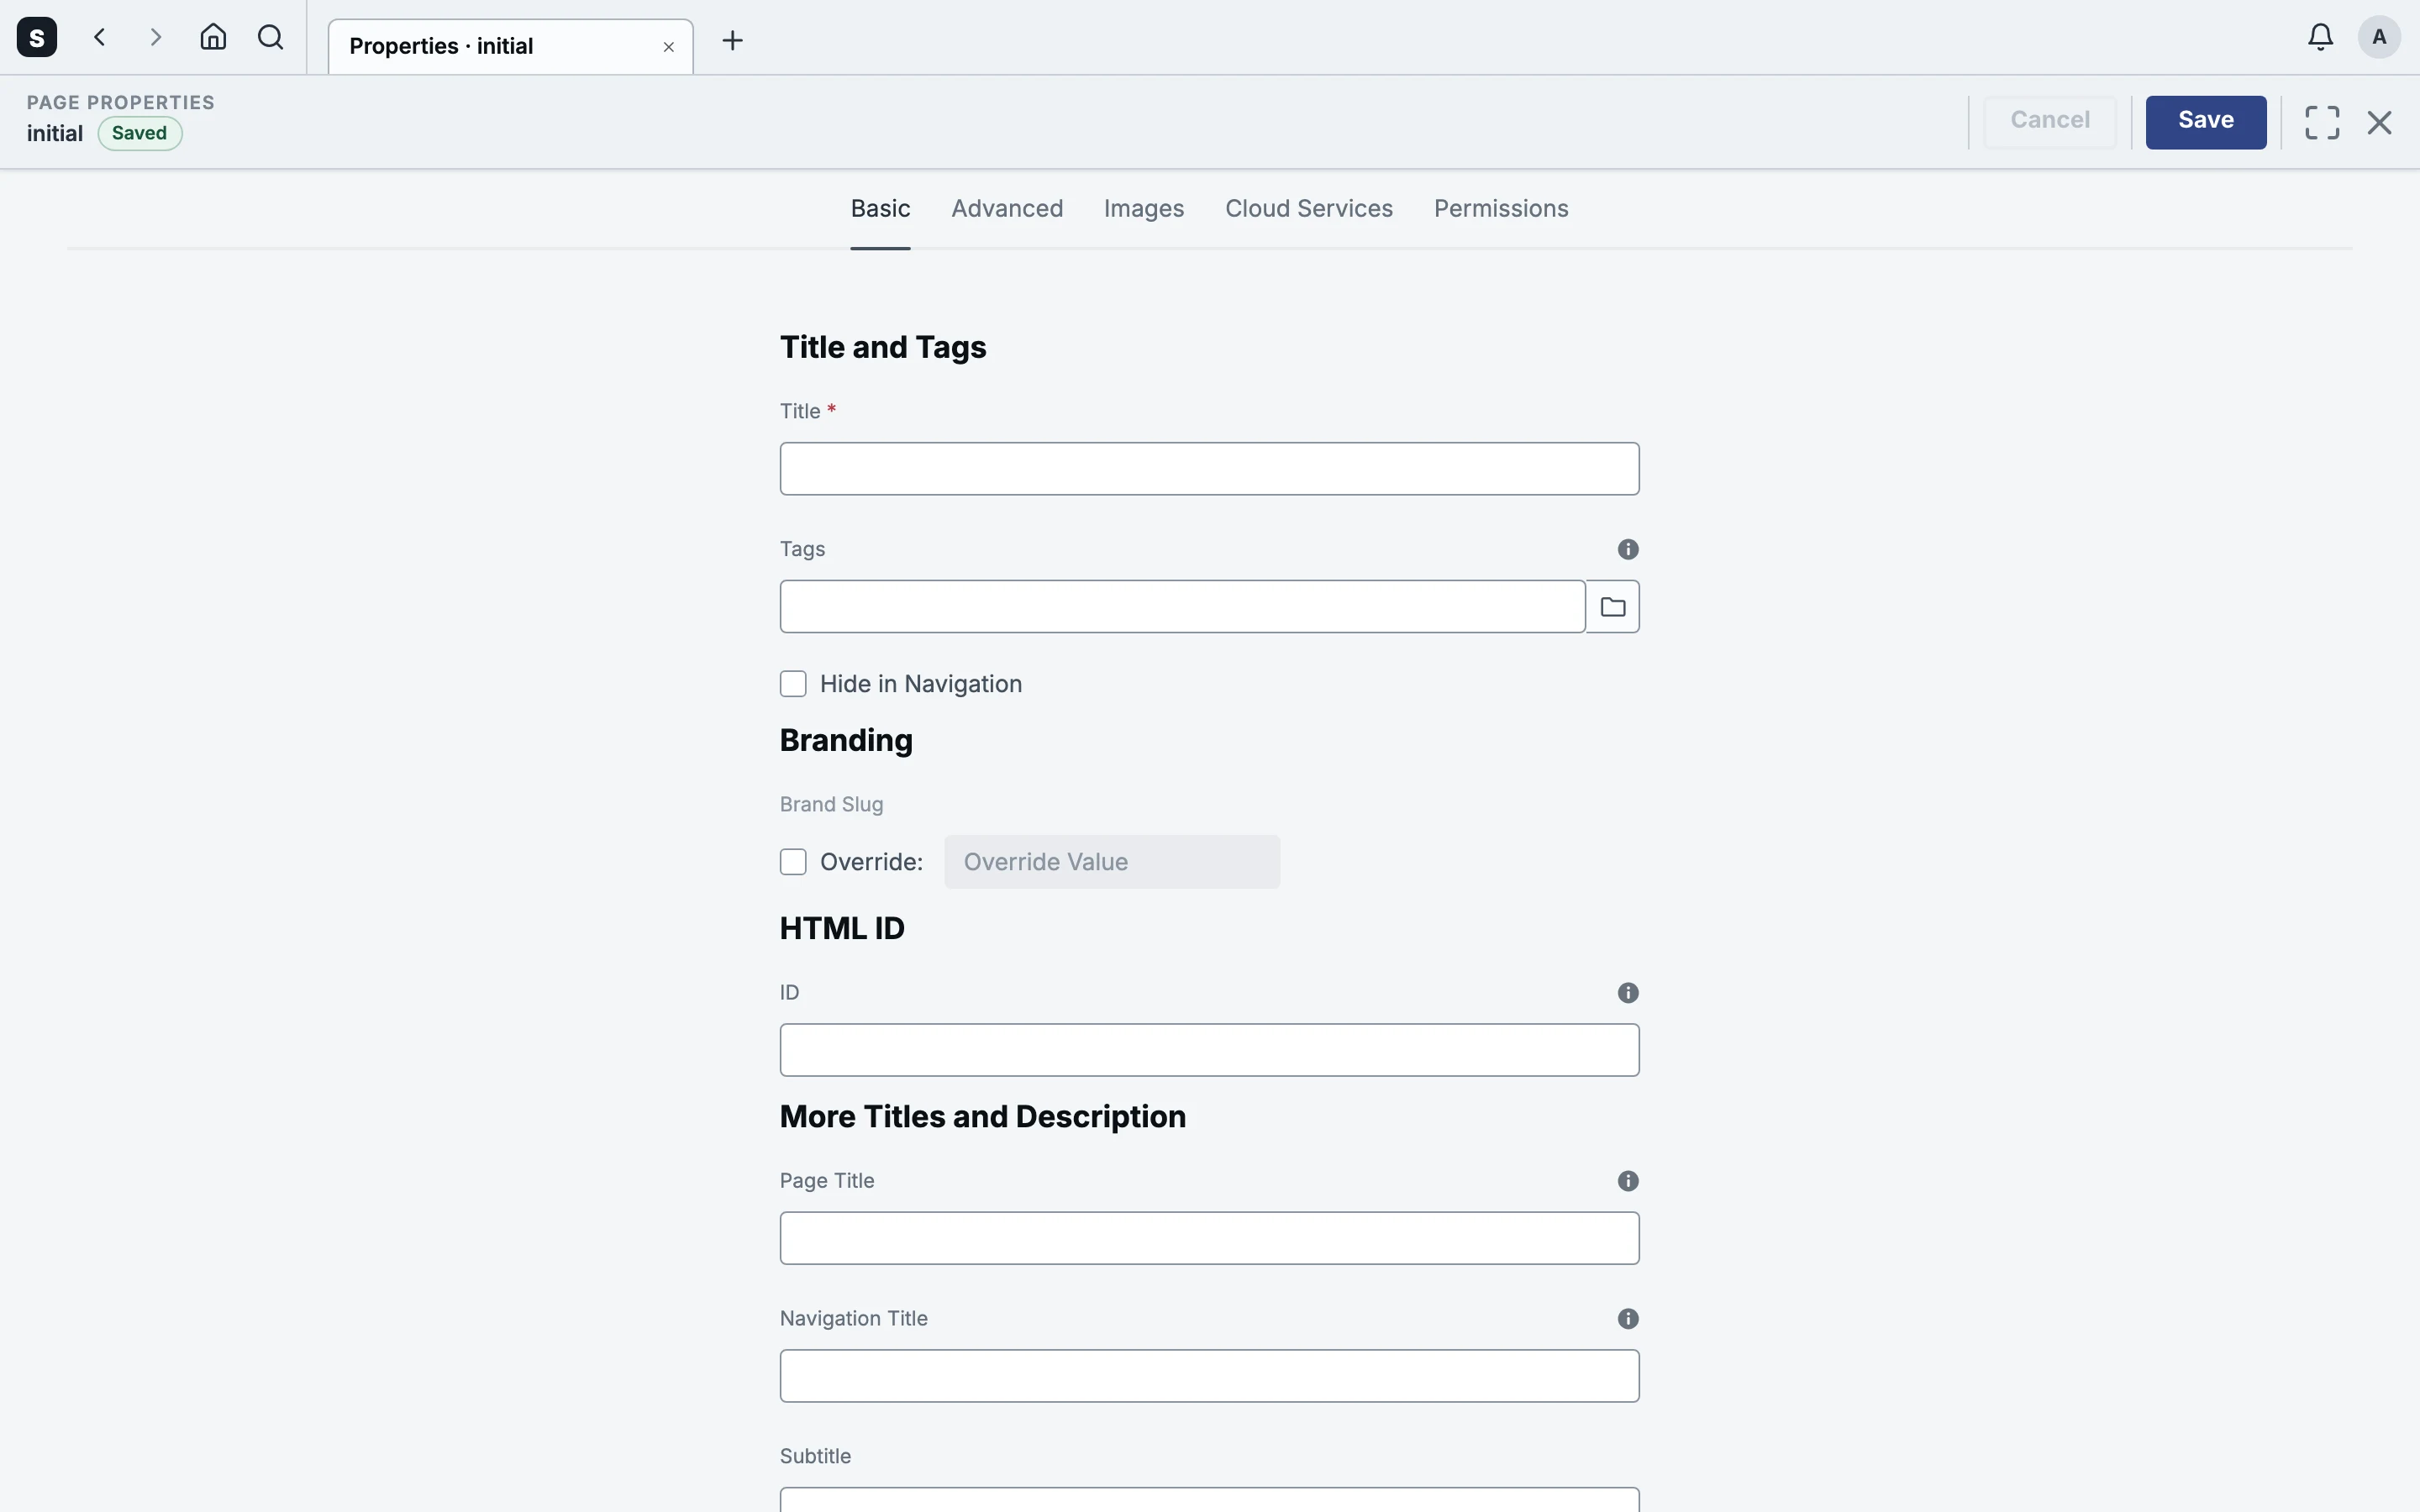 S
Properties · initial
A
PAGE PROPERTIES
initial Saved
Cancel
Save
Basic Advanced Images Cloud Services Permissions
Title and Tags
Title *
Tags
Hide in Navigation
Branding
Brand Slug
Override: Override Value
HTML ID
ID
More Titles and Description
Page Title
Navigation Title
Subtitle